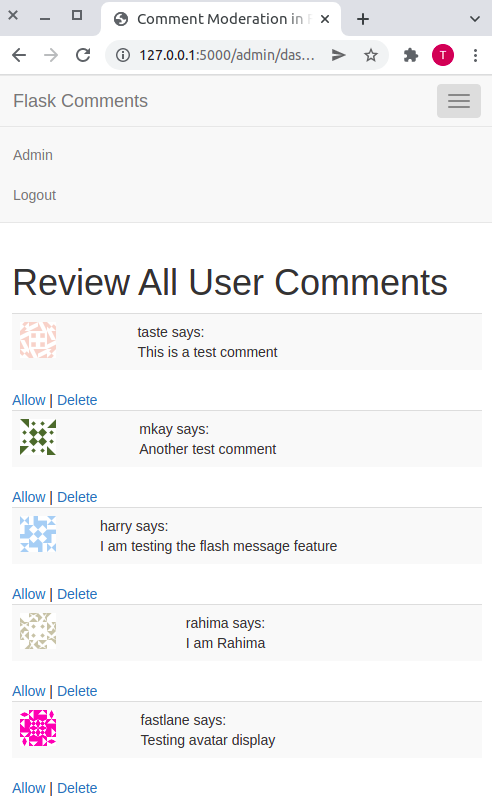 Comment Moderation in F
127.0.0.1:5000/admin/das...
T
Flask Comments
Admin
Logout
Review All User Comments
taste says:
This is a test comment
Allow | Delete
mkay says:
Another test comment
Allow | Delete
harry says:
I am testing the flash message feature
Allow | Delete
rahima says:
I am Rahima
Allow | Delete
fastlane says:
Testing avatar display
Allow | Delete